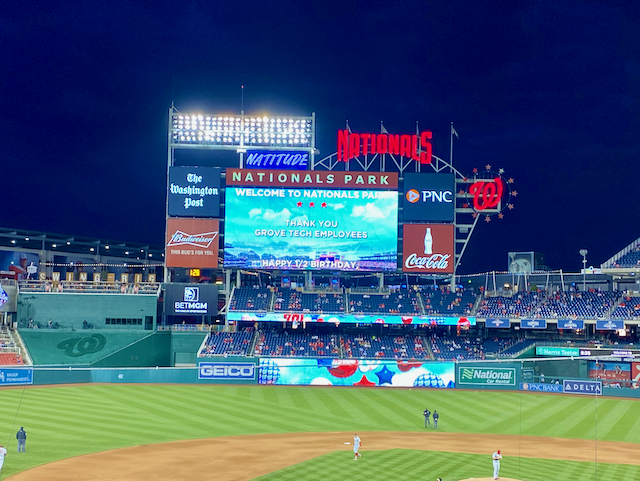 NATIONALS
NATITUDE
NATIONALS PARK
The
Washington
Post
WELCOME TO NATIONALS PARK
THANK YOU
GROVE TECH EMPLOYEES
HAPPY 1/2 BIRTHDAY,
PNC
W
Budweiser
THIS BUD'S FOR YOU.
Coca-Cola
BETMGM
W
GEICO
National
Car Rental
PNC BANK
DELTA